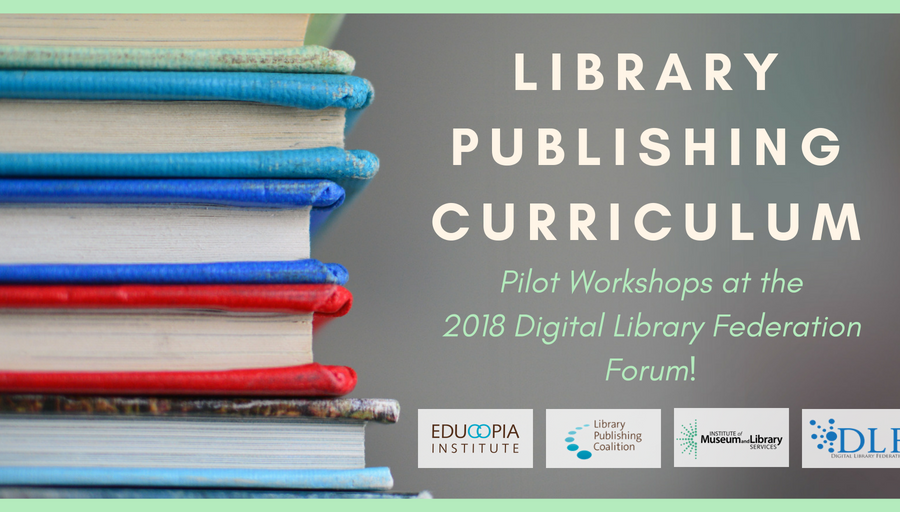 LIBRARY
PUBLISHING
CURRICULUM
Pilot Workshops at the
2018 Digital Library Federation
Forum!
EDUCOPIA
INSTITUTE
Library
Publishing
Coalition
INSTITUTE of
Museum and Library
SERVICES
DLF
DIGITAL LIBRARY FEDERATI